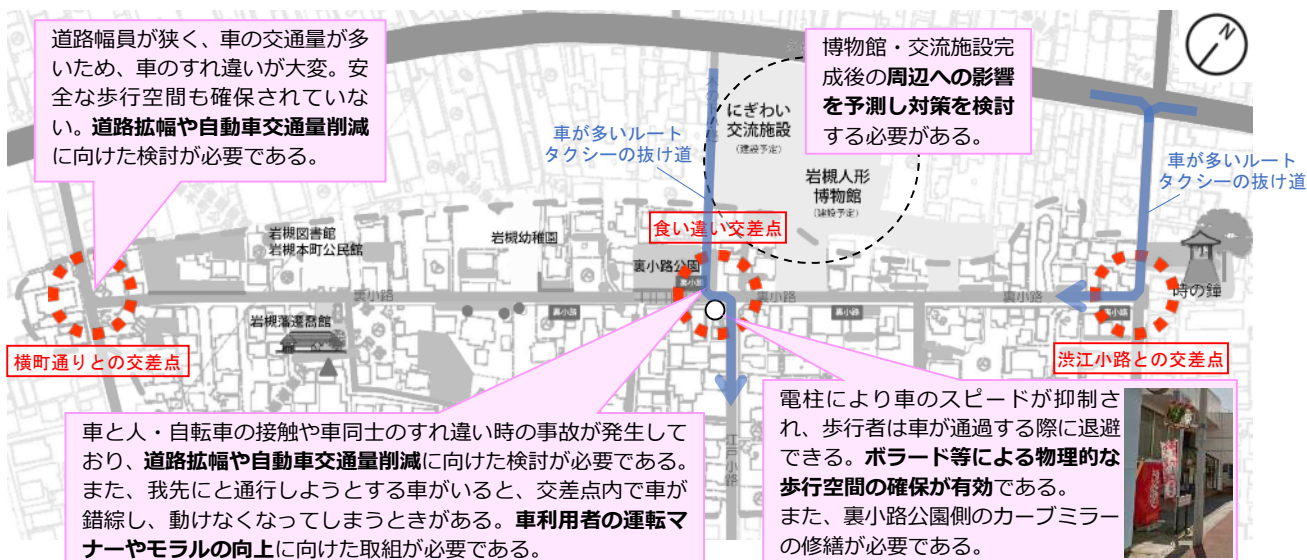 道路幅員が狭く、車の交通量が多
いため、車のすれ違いが大変。安
全な歩行空間も確保されていな
い。道路拡幅や自動車交通量削減
に向けた検討が必要である。
博物館・交流施設完
成後の周辺への影響
を予測し対策を検討
する必要がある。
N
車が多いルート
タクシーの抜け道
にぎわい
交流施設
(建設予定)
岩槻人形
博物館
(建設予定)
車が多いルート
タクシーの抜け道
食い違い交差点
岩槻図書館
岩槻本町公民館
岩槻幼稚園
裏小路公園
裏小路
裏小路
裏小路
裏小路
時の鐘
裏小路
裏小路
裏小路
岩槻藩遷喬館
横町通りとの交差点
渋江小路との交差点
江戸小路
車と人・自転車の接触や車同士のすれ違い時の事故が発生して
おり、道路拡幅や自動車交通量削減に向けた検討が必要である。
また、我先にと通行しようとする車がいると、交差点内で車が
錯綜し、動けなくなってしまうときがある。車利用者の運転マ
ナーやモラルの向上に向けた取組が必要である。
電柱により車のスピードが抑制さ
れ、歩行者は車が通過する際に退避
できる。ボラード等による物理的な
歩行空間の確保が有効である。
また、裏小路公園側のカーブミラー
の修繕が必要である。